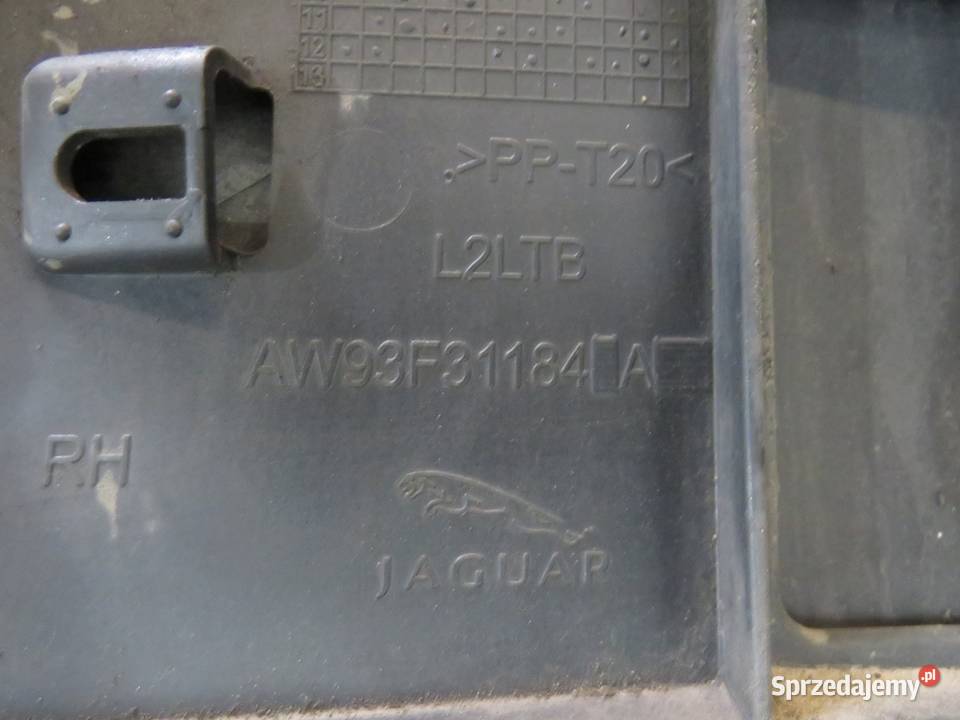 11
12
13
.>PP-T20<
L2LTB
AW93F31184 A
RH
JAGUAR
Sprzedajemy.pl